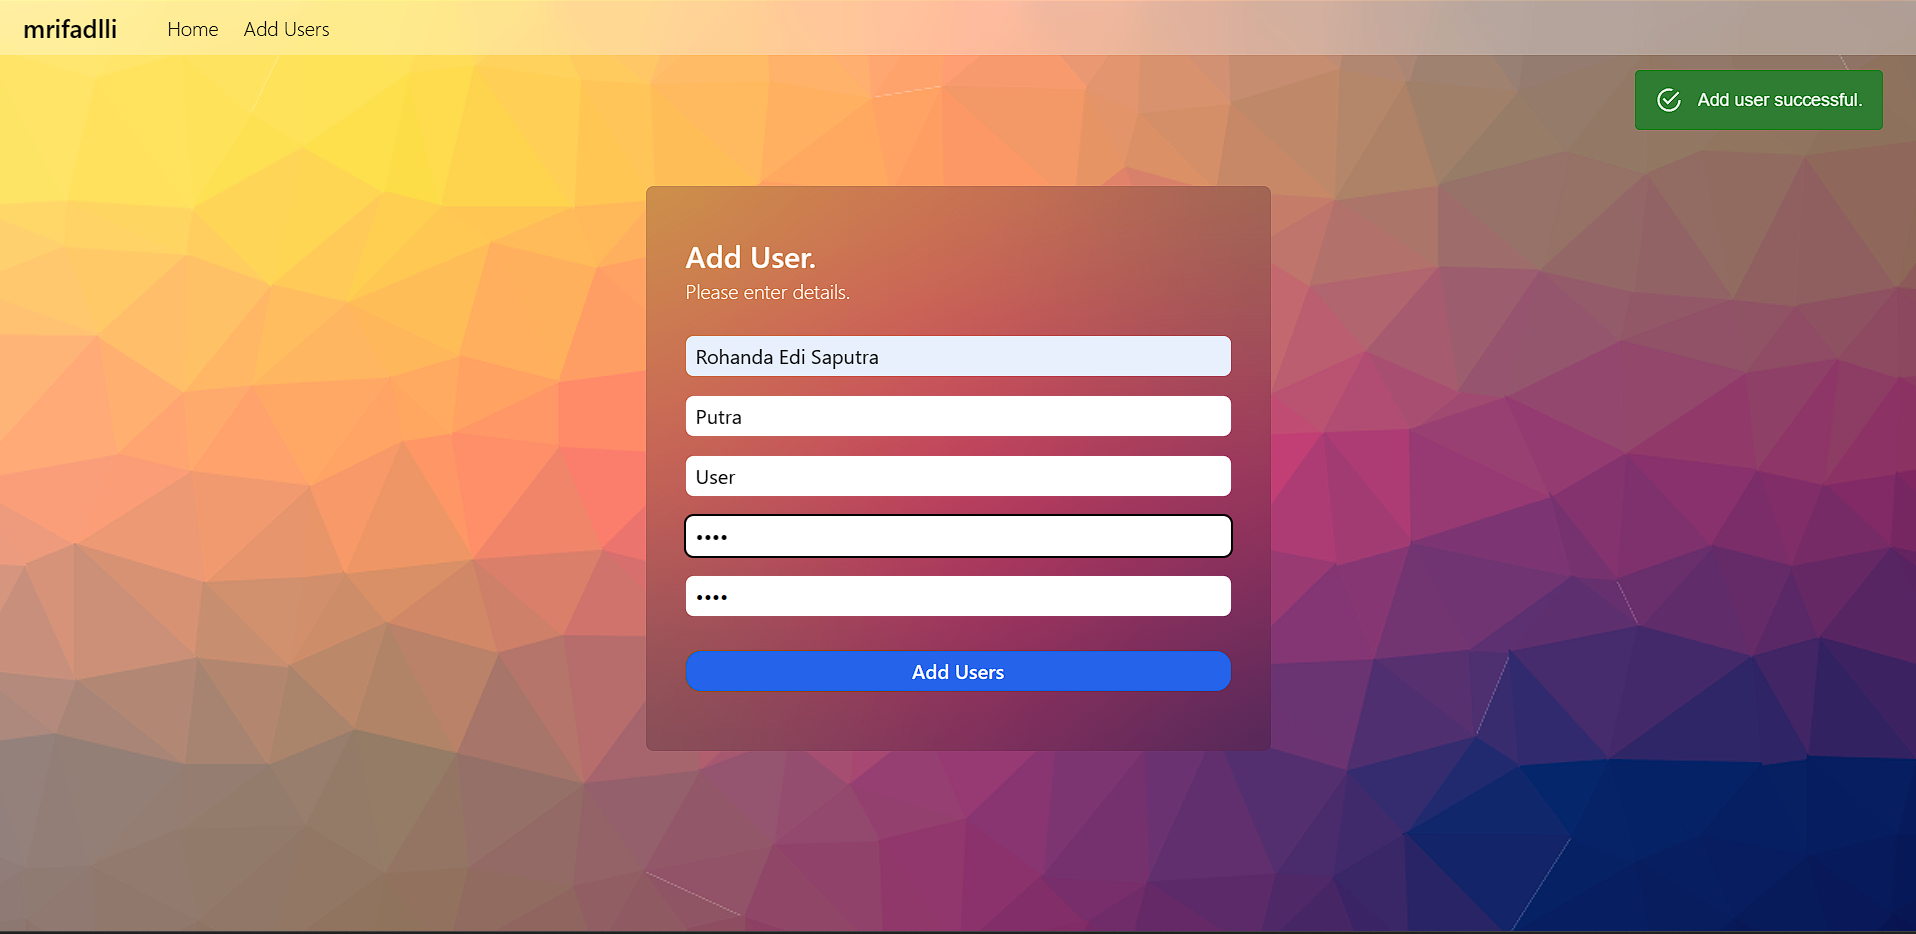 mrifadlli Home Add Users
Add user successful.
Add User.
Please enter details.
Rohanda Edi Saputra
Putra
User
••••
••••
Add Users